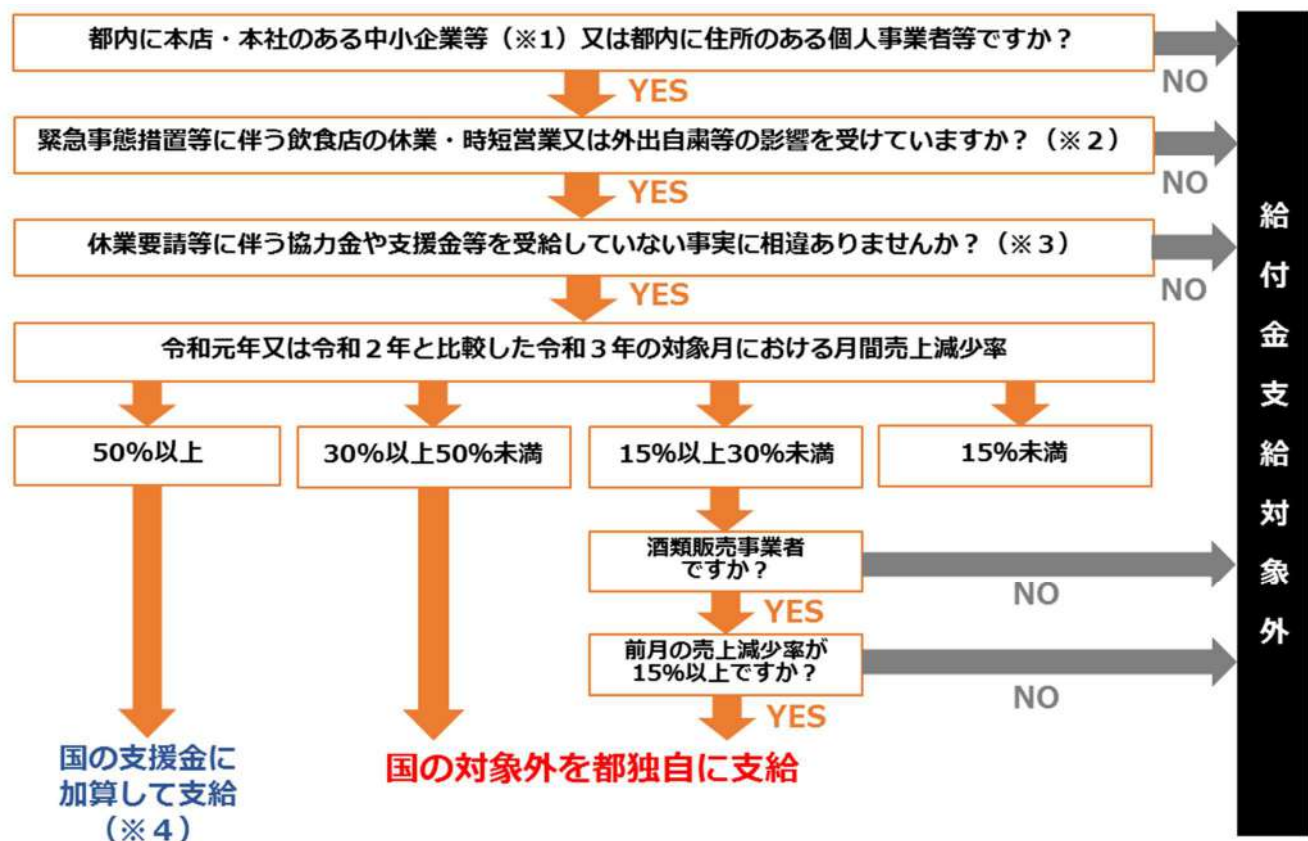 都内に本店・本社のある中小企業等（※1）又は都内に住所のある個人事業者等ですか？
NO
YES
緊急事態措置等に伴う飲食店の休業・時短営業又は外出自粛等の影響を受けていますか？（※２）
NO
YES
休業要請等に伴う協力金や支援金等を受給していない事実に相違ありませんか？（※３）
NO
YES
令和元年又は令和２年と比較した令和３年の対象月における月間売上減少率
50%以上
30%以上50%未満
15%以上30%未満
15%未満
酒類販売事業者
ですか？
NO
YES
前月の売上減少率が
15%以上ですか？
NO
YES
国の支援金に
加算して支給
（※４）
国の対象外を都独自に支給
給付金支給対象外